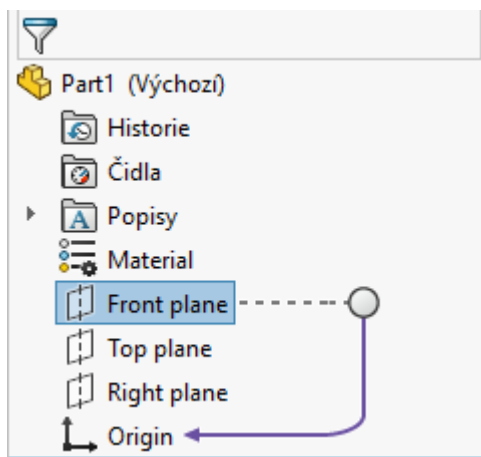 Part1 (Výchozí)
Historie
Čidla
Popisy
Material
Front plane
Top plane
Right plane
Origin